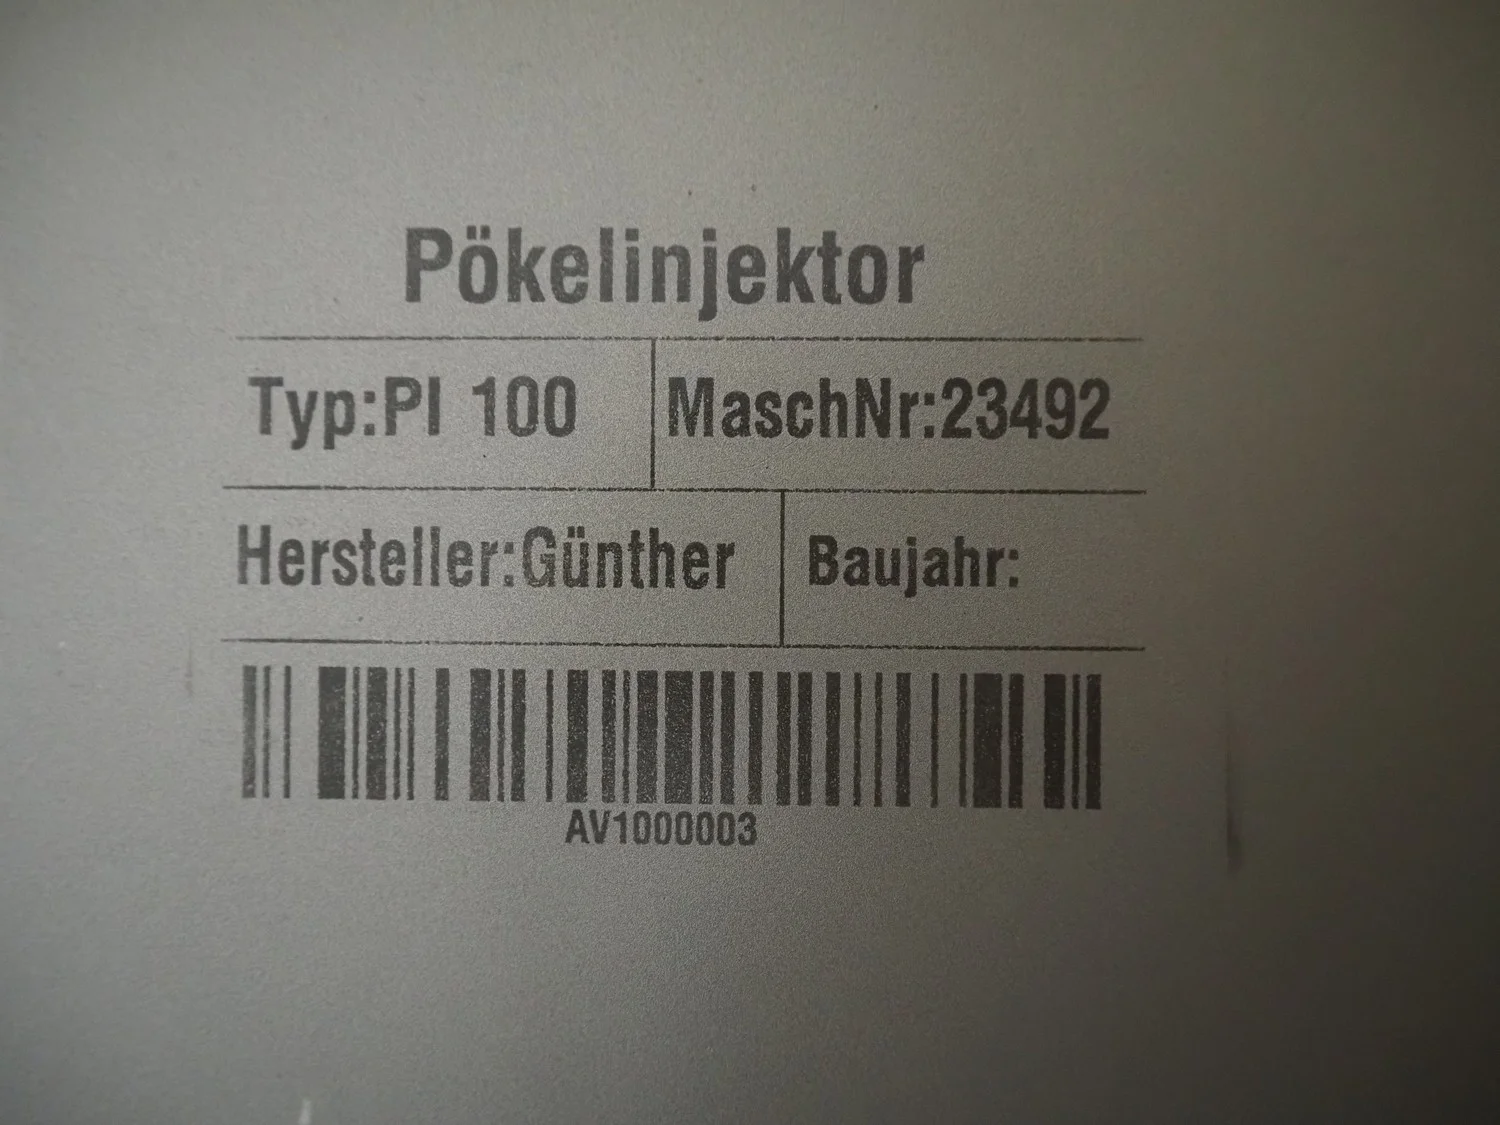 Pökelinjektor
Typ:PI 100 MaschNr:23492
Hersteller:Günther Baujahr:
AV1000003